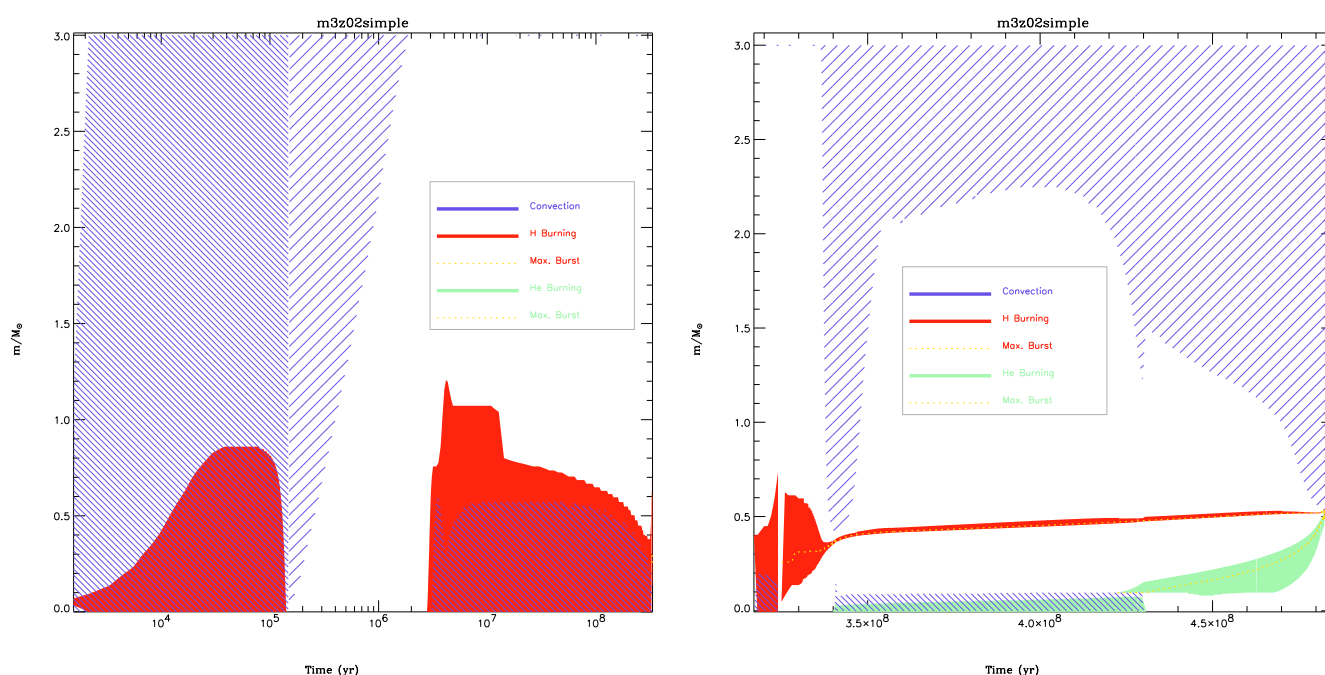 m3z02simple
3.0
2.5
2.0
1.5
1.0
0.5
0.0
m/M☉
Convection
H Burning
Max. Burst
He Burning
Max. Burst
10⁴
10⁵
10⁶
10⁷
10⁸
Time (yr)
m3z02simple
3.0
2.5
2.0
1.5
1.0
0.5
0.0
m/M☉
Convection
H Burning
Max. Burst
He Burning
Max. Burst
3.5×10⁸
4.0×10⁸
4.5×10⁸
Time (yr)